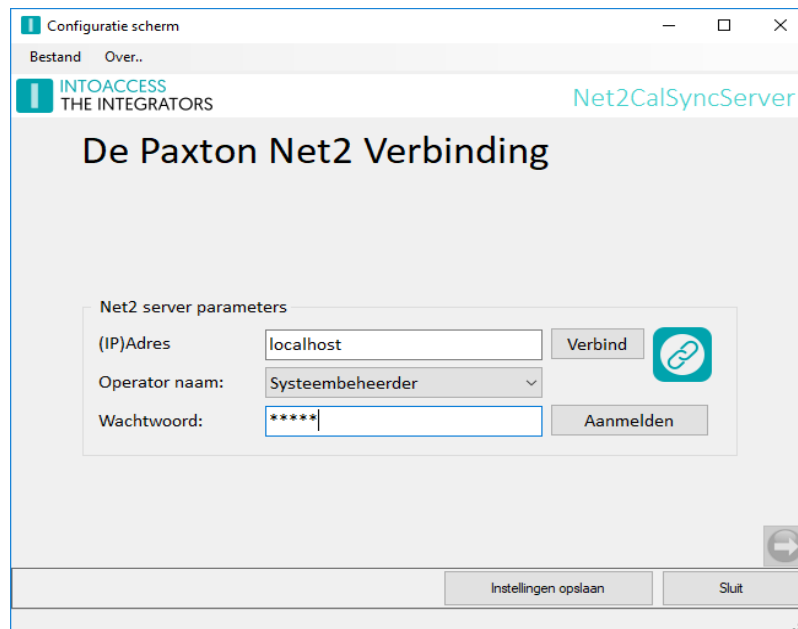 Configuratie scherm
Bestand Over..
INTOACCESS
THE INTEGRATORS
Net2CalSyncServer
De Paxton Net2 Verbinding
Net2 server parameters
(IP)Adres localhost Verbind
Operator naam: Systeembeheerder
Wachtwoord: ***** Aanmelden
Instellingen opslaan Sluit